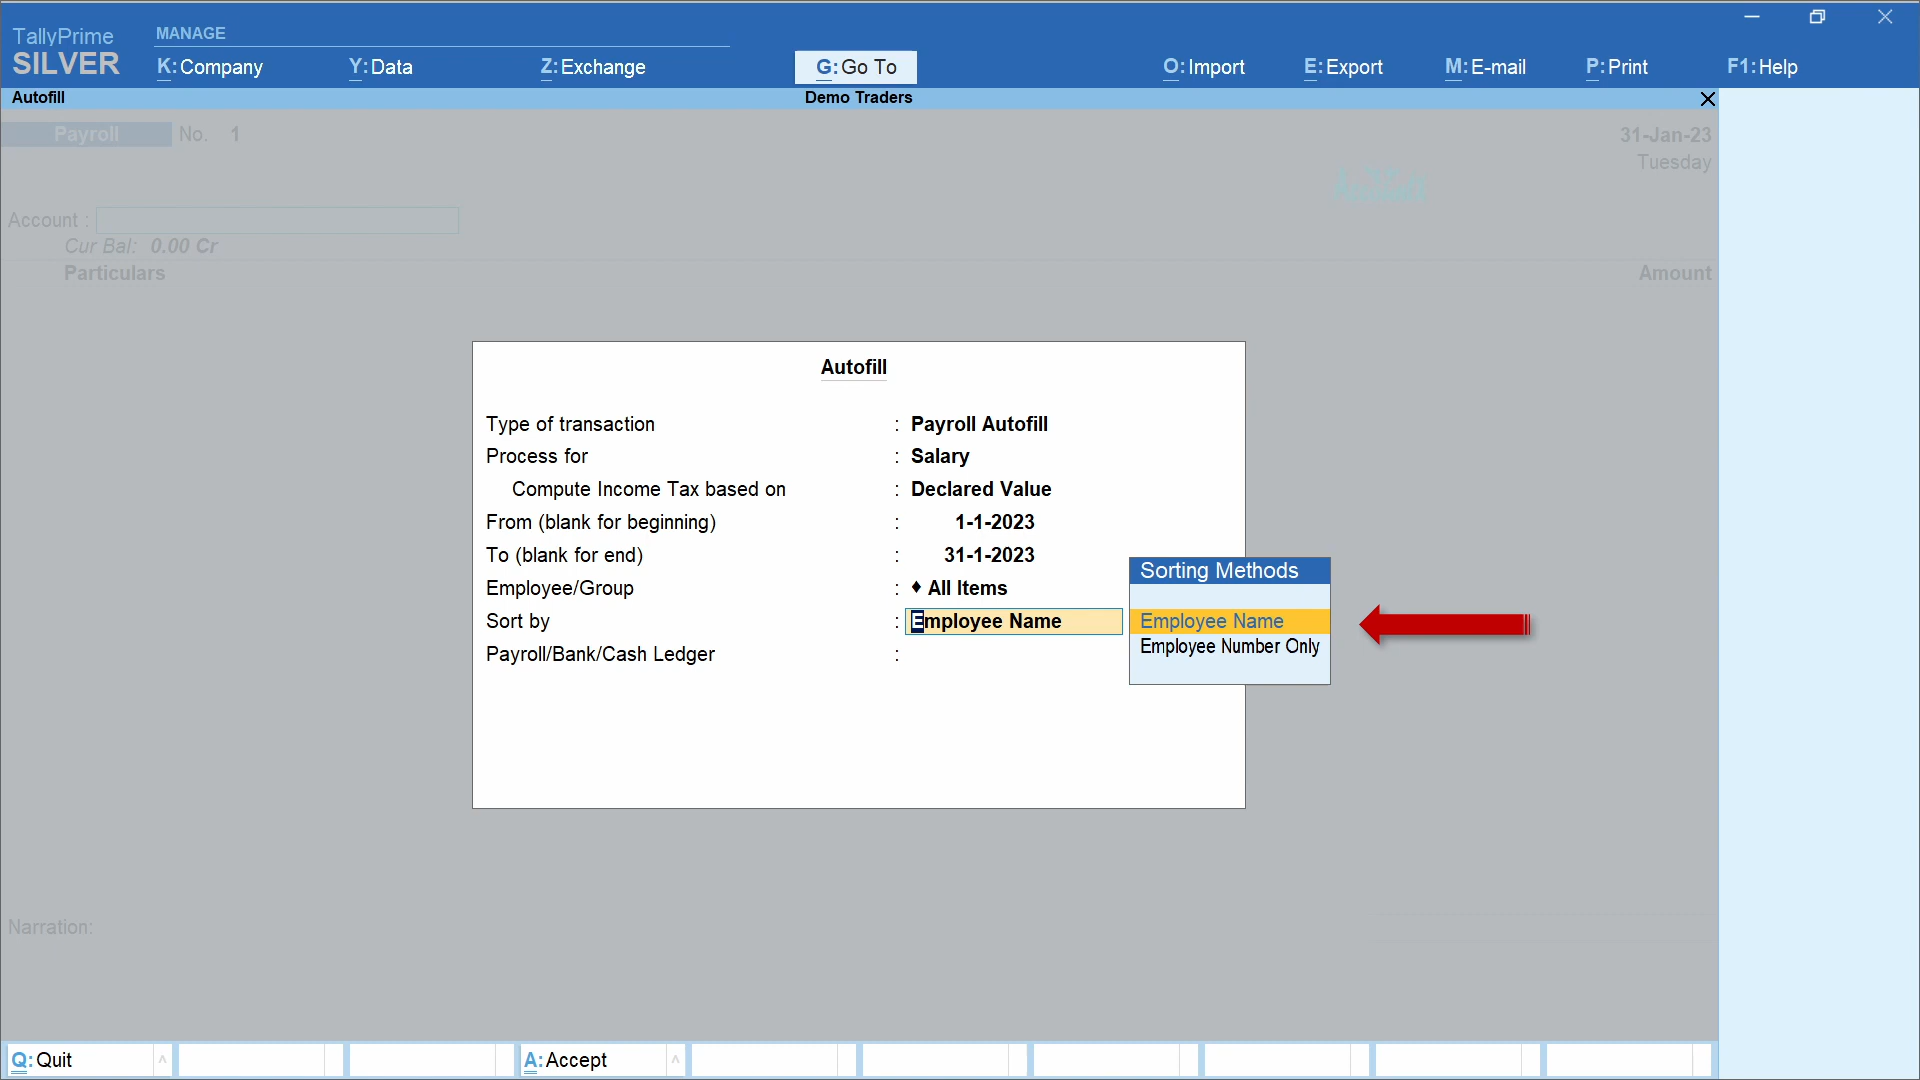 TallyPrime
SILVER
MANAGE
K:Company Y:Data Z:Exchange G:Go To O:Import E:Export M:E-mail P:Print F1:Help
Autofill Demo Traders
Payroll No. 1 31-Jan-23
Tuesday
Account :
Cur Bal: 0.00 Cr
Particulars Amount
Autofill
Type of transaction : Payroll Autofill
Process for : Salary
Compute Income Tax based on : Declared Value
From (blank for beginning) : 1-1-2023
To (blank for end) : 31-1-2023
Employee/Group : ♦ All Items
Sort by : Employee Name
Payroll/Bank/Cash Ledger :
Sorting Methods
Employee Name
Employee Number Only
Narration:
Q:Quit A:Accept